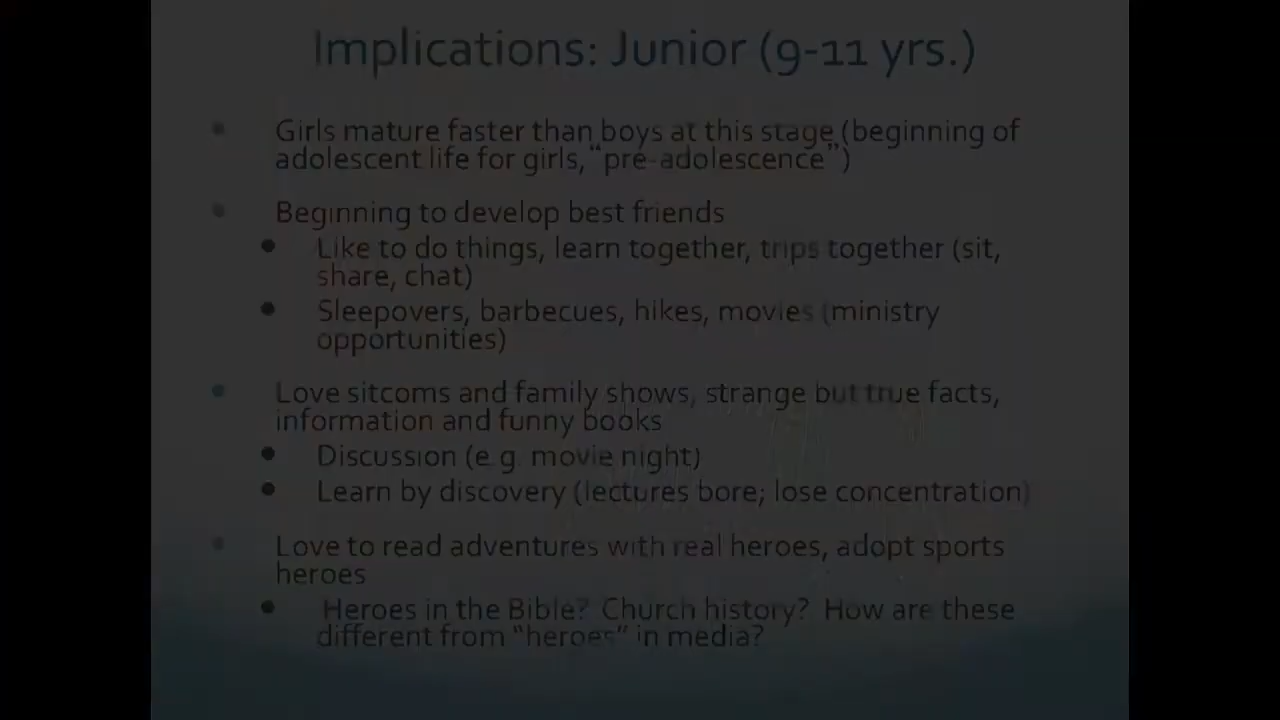 Implications: Junior (9-11 yrs.)
Girls mature faster than boys at this stage (beginning of
adolescent life for girls, “pre-adolescence”)
Beginning to develop best friends
Like to do things, learn together, trips together (sit,
share, chat)
Sleepovers, barbecues, hikes, movies (ministry
opportunities)
Love sitcoms and family shows, strange but true facts,
information and funny books
Discussion (e.g. movie night)
Learn by discovery (lectures bore; lose concentration)
Love to read adventures with real heroes, adopt sports
heroes
Heroes in the Bible? Church history? How are these
different from “heroes” in media?